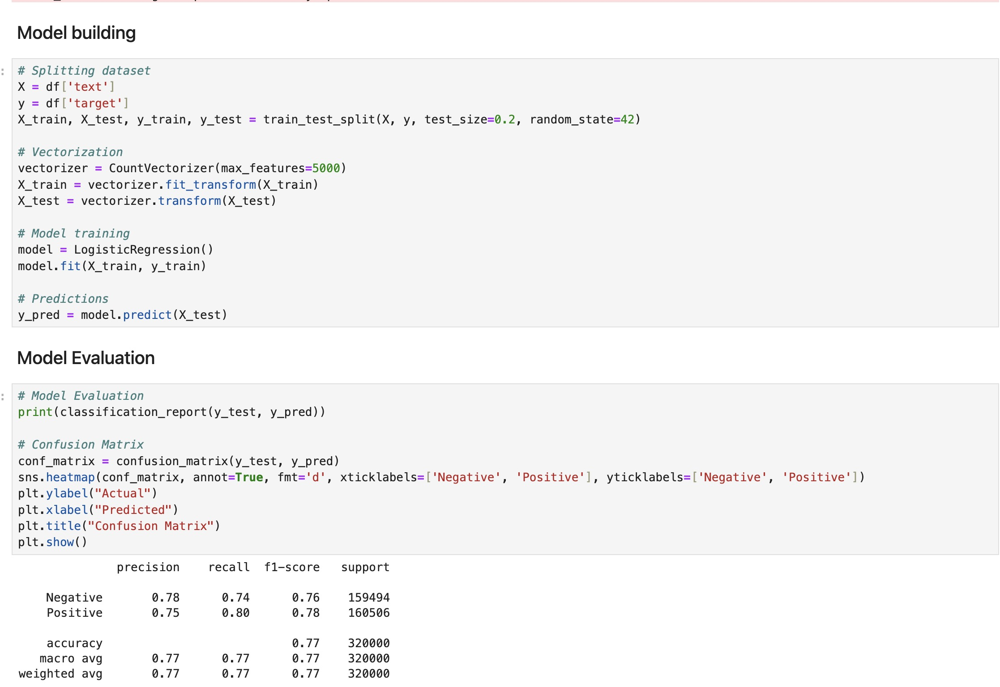 Model building
# Splitting dataset
X = df['text']
y = df['target']
X_train, X_test, y_train, y_test = train_test_split(X, y, test_size=0.2, random_state=42)
# Vectorization
vectorizer = CountVectorizer(max_features=5000)
X_train = vectorizer.fit_transform(X_train)
X_test = vectorizer.transform(X_test)
# Model training
model = LogisticRegression()
model.fit(X_train, y_train)
# Predictions
y_pred = model.predict(X_test)
Model Evaluation
# Model Evaluation
print(classification_report(y_test, y_pred))
# Confusion Matrix
conf_matrix = confusion_matrix(y_test, y_pred)
sns.heatmap(conf_matrix, annot=True, fmt='d', xticklabels=['Negative', 'Positive'], yticklabels=['Negative', 'Positive'])
plt.ylabel("Actual")
plt.xlabel("Predicted")
plt.title("Confusion Matrix")
plt.show()
precision recall f1-score support
Negative 0.78 0.74 0.76 159494
Positive 0.75 0.80 0.78 160506
accuracy 0.77 320000
macro avg 0.77 0.77 0.77 320000
weighted avg 0.77 0.77 0.77 320000